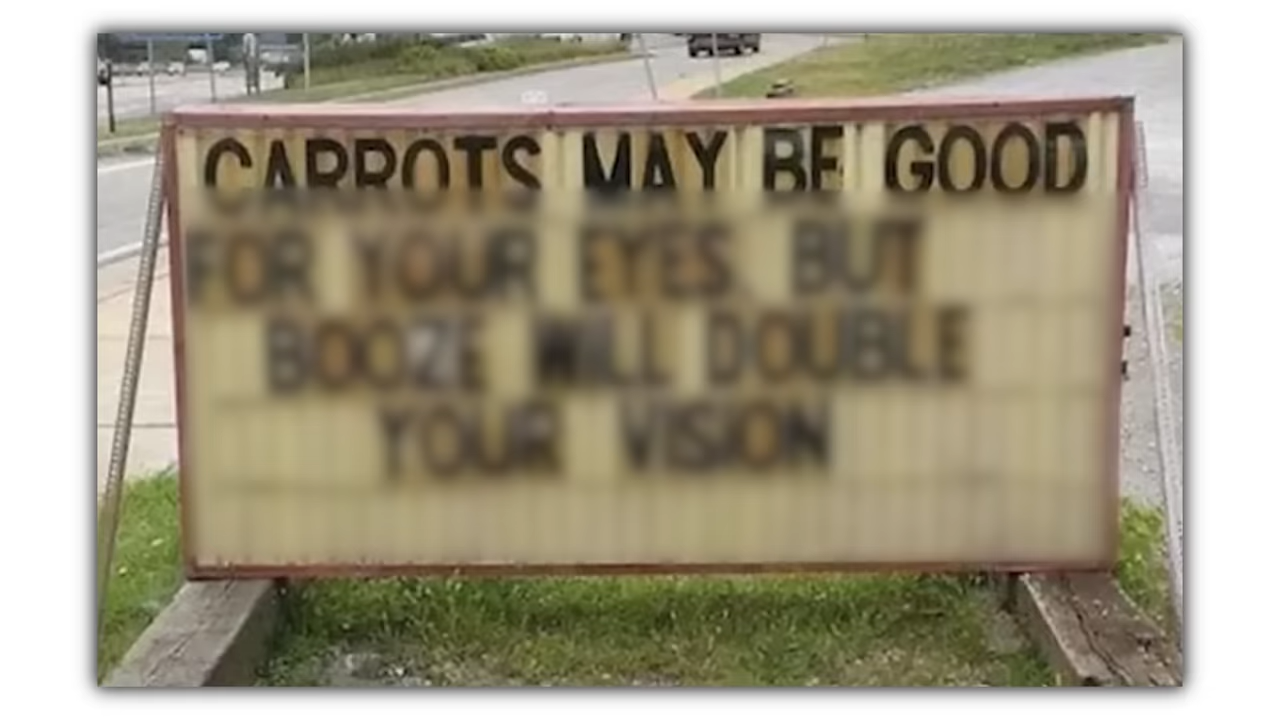 CARROTS MAY BE GOOD
FOR YOUR EYES, BUT
BOOZE WILL DOUBLE
YOUR VISION